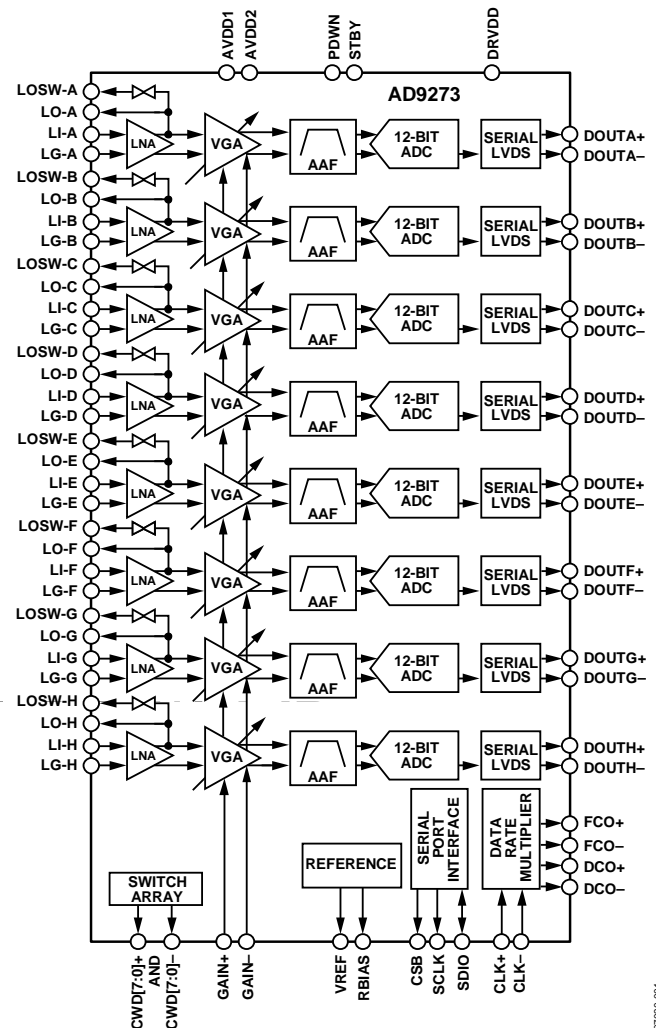 AVDD1
AVDD2
PDWN
STBY
DRVDD
AD9273
LOSW-A
LO-A
LI-A
LG-A
LNA
VGA
AAF
12-BIT
ADC
SERIAL
LVDS
DOUTA+
DOUTA–
LOSW-B
LO-B
LI-B
LG-B
LNA
VGA
AAF
12-BIT
ADC
SERIAL
LVDS
DOUTB+
DOUTB–
LOSW-C
LO-C
LI-C
LG-C
LNA
VGA
AAF
12-BIT
ADC
SERIAL
LVDS
DOUTC+
DOUTC–
LOSW-D
LO-D
LI-D
LG-D
LNA
VGA
AAF
12-BIT
ADC
SERIAL
LVDS
DOUTD+
DOUTD–
LOSW-E
LO-E
LI-E
LG-E
LNA
VGA
AAF
12-BIT
ADC
SERIAL
LVDS
DOUTE+
DOUTE–
LOSW-F
LO-F
LI-F
LG-F
LNA
VGA
AAF
12-BIT
ADC
SERIAL
LVDS
DOUTF+
DOUTF–
LOSW-G
LO-G
LI-G
LG-G
LNA
VGA
AAF
12-BIT
ADC
SERIAL
LVDS
DOUTG+
DOUTG–
LOSW-H
LO-H
LI-H
LG-H
LNA
VGA
AAF
12-BIT
ADC
SERIAL
LVDS
DOUTH+
DOUTH–
SWITCH
ARRAY
REFERENCE
SERIAL
PORT
INTERFACE
DATA
RATE
MULTIPLIER
FCO+
FCO–
DCO+
DCO–
CWD[7:0]+
AND
CWD[7:0]–
GAIN+
GAIN–
VREF
RBIAS
CSB
SCLK
SDIO
CLK+
CLK–